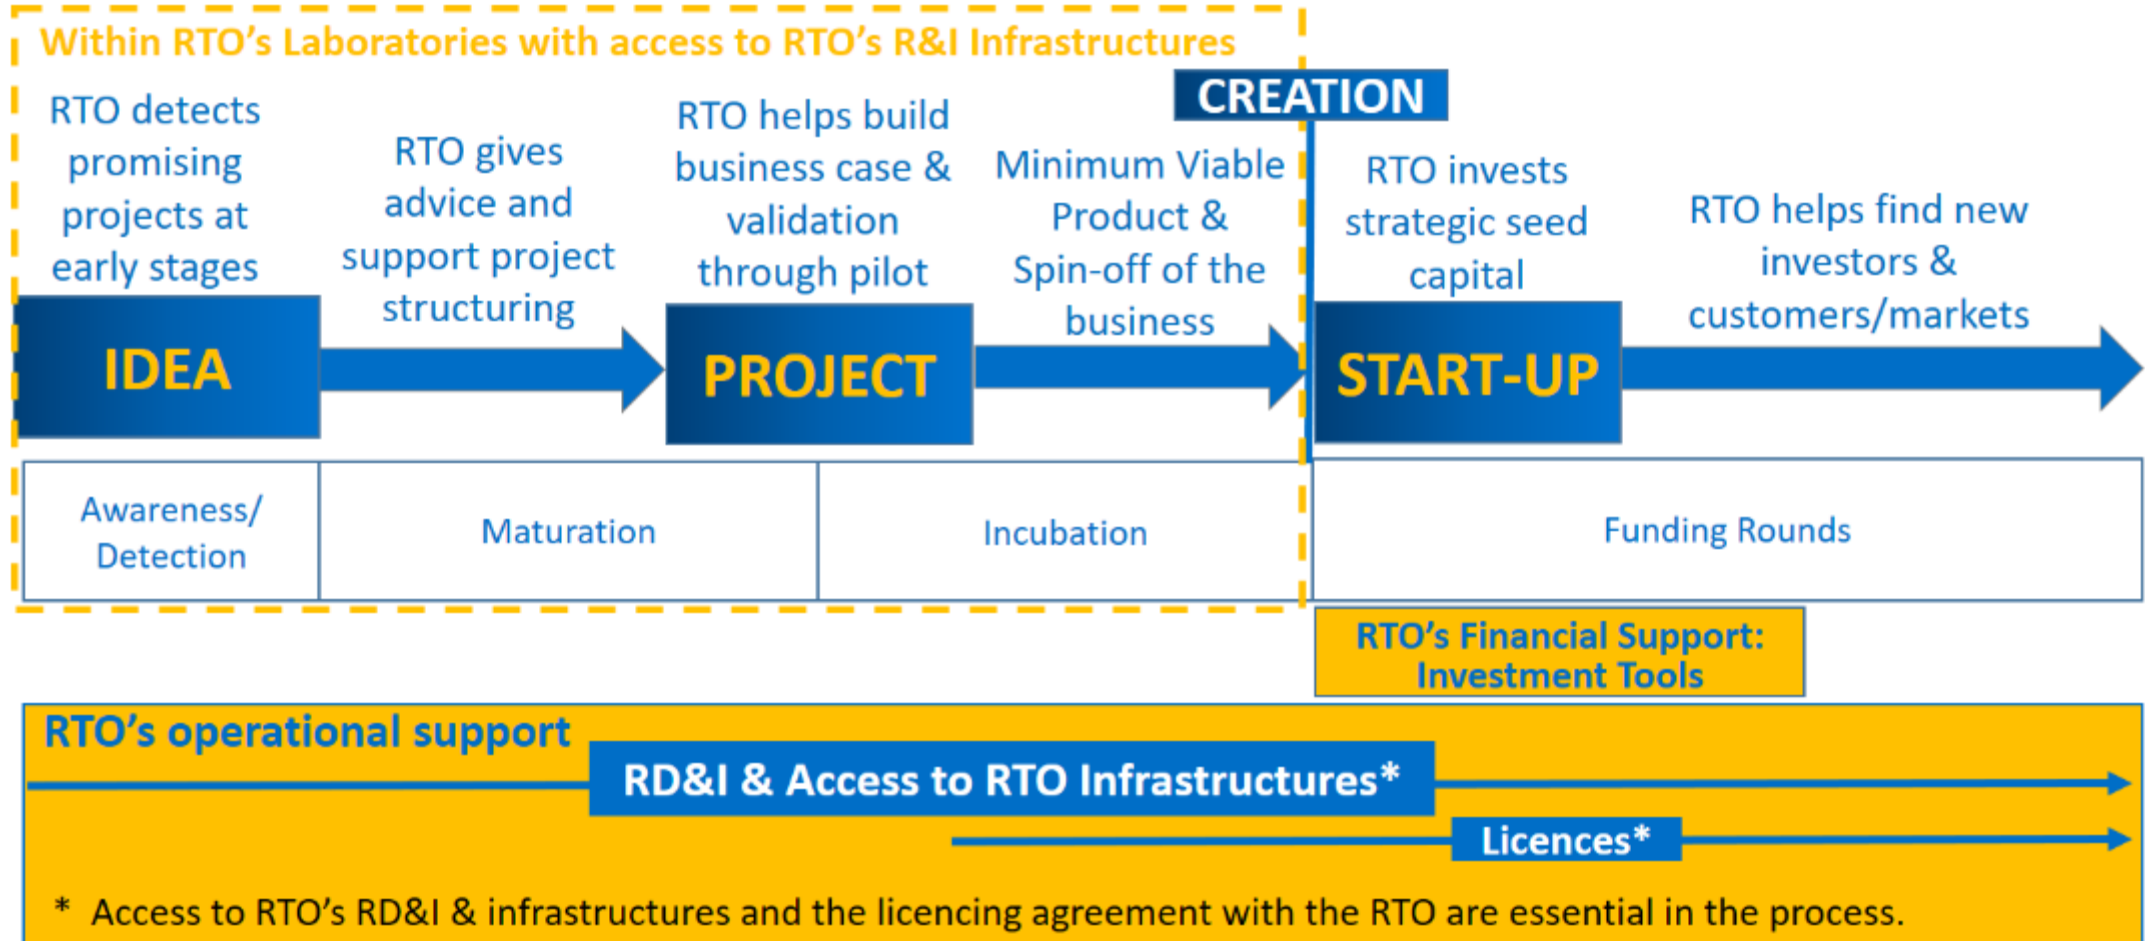 Within RTO's Laboratories with access to RTO's R&I Infrastructures
CREATION
RTO detects
promising
projects at
early stages
RTO gives
advice and
support project
structuring
RTO helps build
business case &
validation
through pilot
Minimum Viable
Product &
Spin-off of the
business
RTO invests
strategic seed
capital
RTO helps find new
investors &
customers/markets
IDEA
PROJECT
START-UP
Awareness/
Detection
Maturation
Incubation
Funding Rounds
RTO's Financial Support:
Investment Tools
RTO's operational support
RD&I & Access to RTO Infrastructures*
Licences*
* Access to RTO's RD&I & infrastructures and the licencing agreement with the RTO are essential in the process.